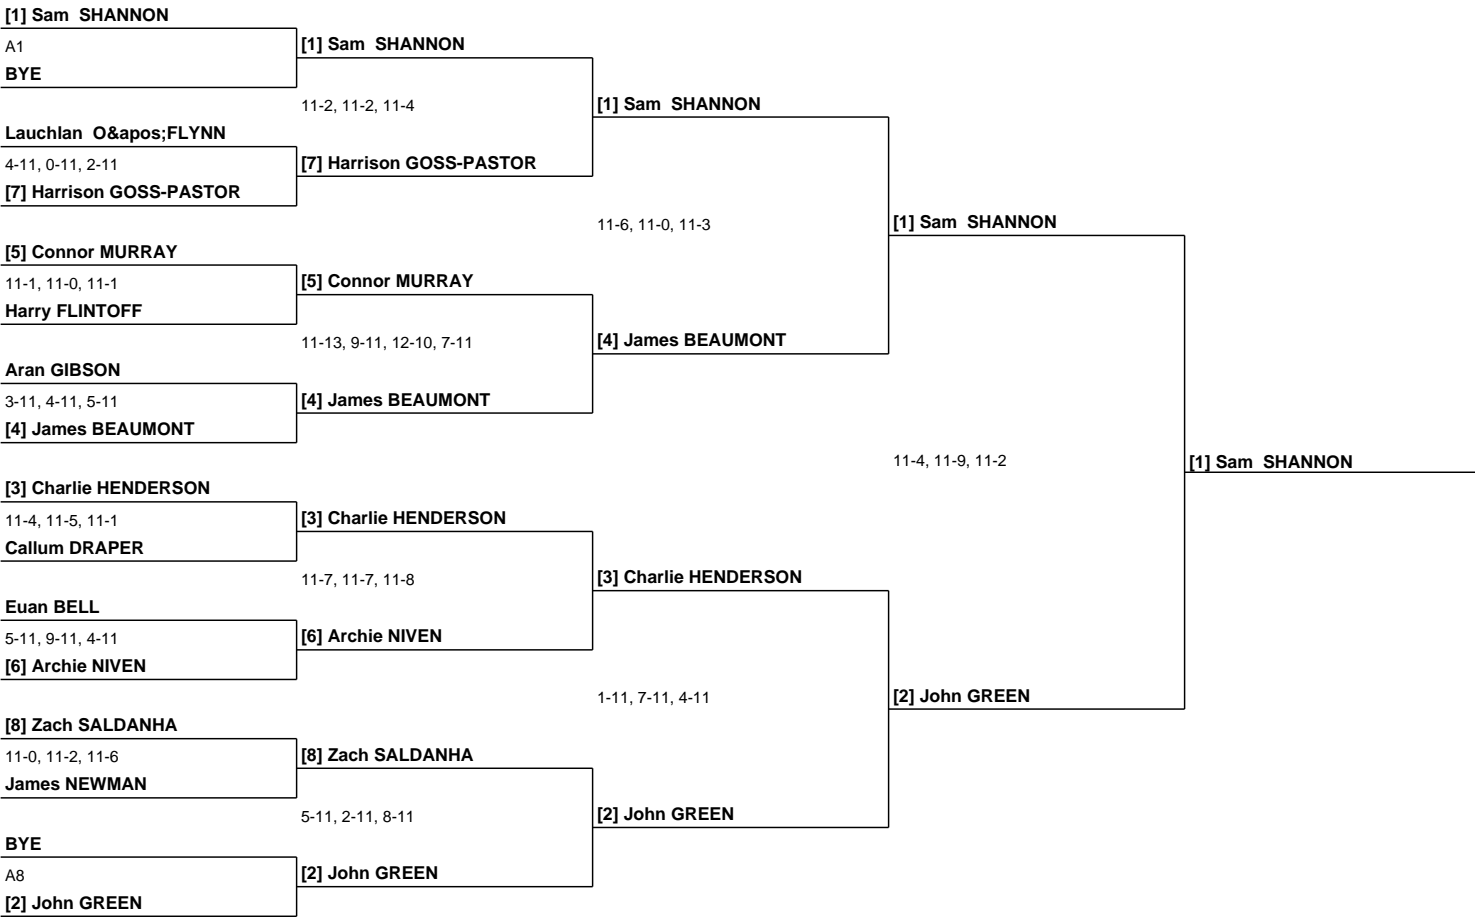 [1] Sam  SHANNON
A1
BYE
Lauchlan  O&apos;FLYNN
4-11, 0-11, 2-11
[7] Harrison GOSS-PASTOR
[5] Connor MURRAY
11-1, 11-0, 11-1
Harry FLINTOFF
Aran GIBSON
3-11, 4-11, 5-11
[4] James BEAUMONT
[3] Charlie HENDERSON
11-4, 11-5, 11-1
Callum DRAPER
Euan BELL
5-11, 9-11, 4-11
[6] Archie NIVEN
[8] Zach SALDANHA
11-0, 11-2, 11-6
James NEWMAN
BYE
A8
[2] John GREEN
[1] Sam  SHANNON
11-2, 11-2, 11-4
[7] Harrison GOSS-PASTOR
[5] Connor MURRAY
11-13, 9-11, 12-10, 7-11
[4] James BEAUMONT
[3] Charlie HENDERSON
11-7, 11-7, 11-8
[6] Archie NIVEN
[8] Zach SALDANHA
5-11, 2-11, 8-11
[2] John GREEN
[1] Sam  SHANNON
11-6, 11-0, 11-3
[4] James BEAUMONT
[3] Charlie HENDERSON
1-11, 7-11, 4-11
[2] John GREEN
[1] Sam  SHANNON
11-4, 11-9, 11-2
[2] John GREEN
[1] Sam  SHANNON